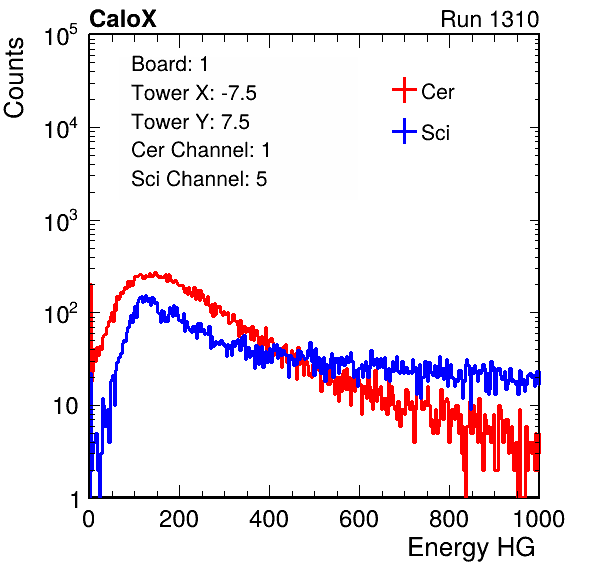 CaloX Run 1310
Counts
Board: 1
Tower X: -7.5
Tower Y: 7.5
Cer Channel: 1
Sci Channel: 5
Cer
Sci
10^5
10^4
10^3
10^2
10
1
0 200 400 600 800 1000
Energy HG